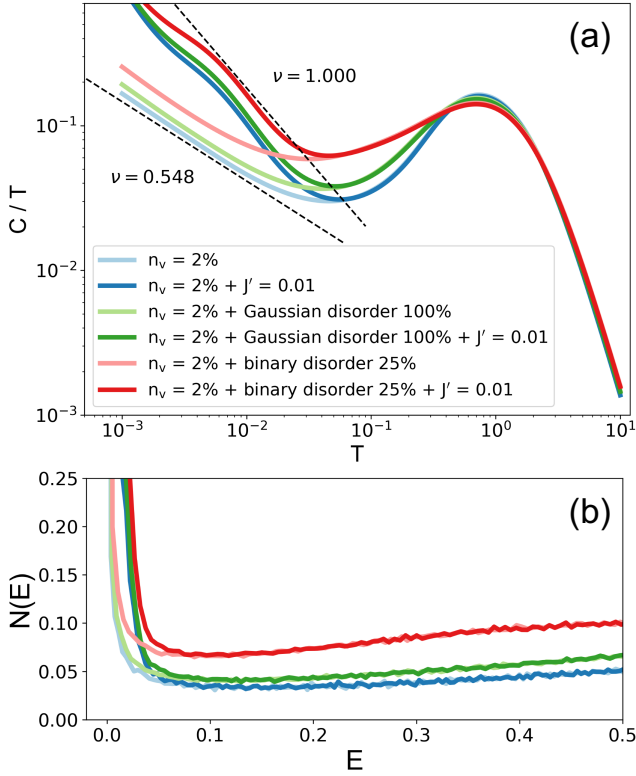 (a)
ν = 1.000
ν = 0.548
C / T
10⁻¹
10⁻²
10⁻³
n_v = 2%
n_v = 2% + J′ = 0.01
n_v = 2% + Gaussian disorder 100%
n_v = 2% + Gaussian disorder 100% + J′ = 0.01
n_v = 2% + binary disorder 25%
n_v = 2% + binary disorder 25% + J′ = 0.01
10⁻³ 10⁻² 10⁻¹ 10⁰ 10¹
T
(b)
N(E)
0.25
0.20
0.15
0.10
0.05
0.00
0.0 0.1 0.2 0.3 0.4 0.5
E